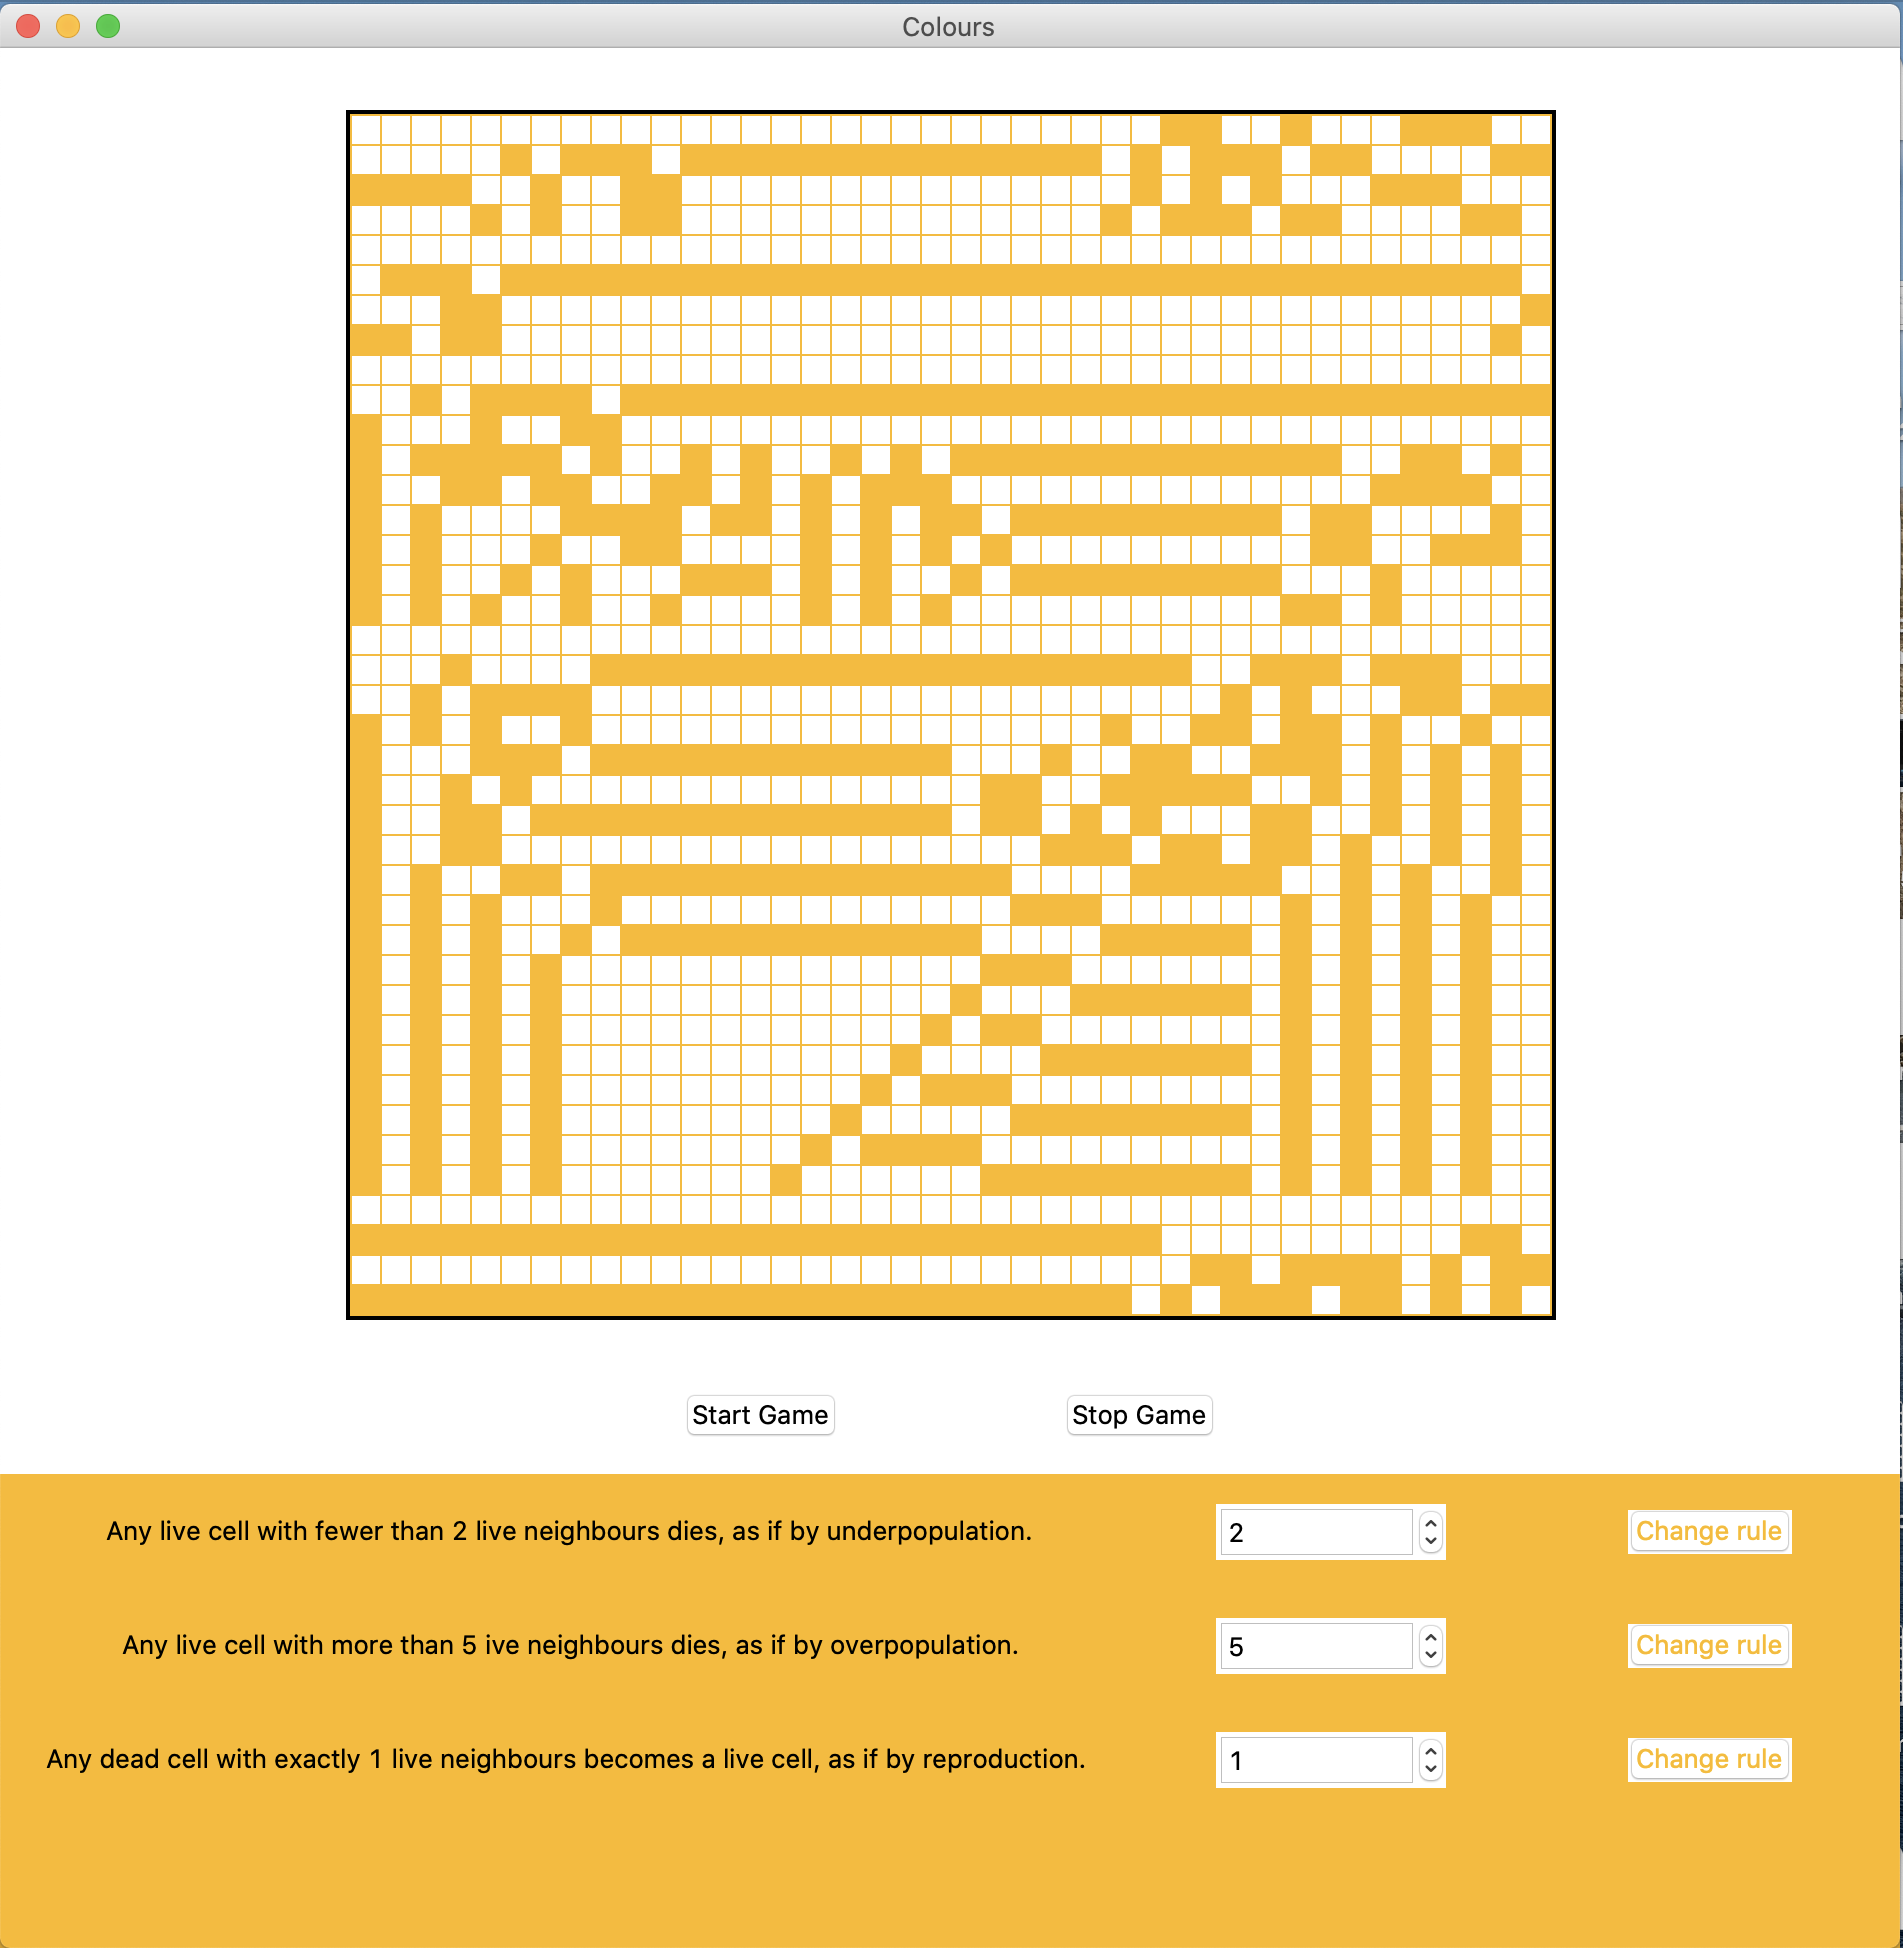 Colours
Start Game Stop Game
Any live cell with fewer than 2 live neighbours dies, as if by underpopulation. 2 Change rule
Any live cell with more than 5 ive neighbours dies, as if by overpopulation. 5 Change rule
Any dead cell with exactly 1 live neighbours becomes a live cell, as if by reproduction. 1 Change rule